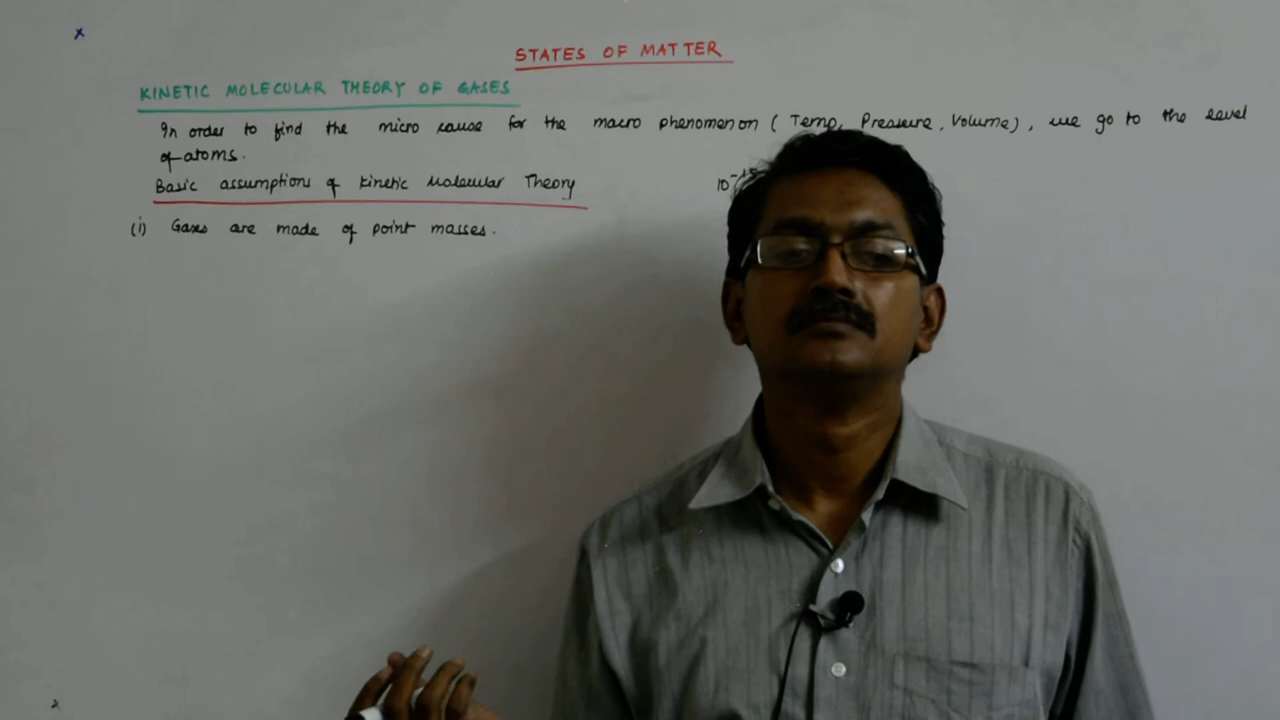 STATES OF MATTER
KINETIC MOLECULAR THEORY OF GASES
In order to find the micro cause for the macro phenomenon ( Temp, Pressure, Volume), we go to the level
of atoms.
Basic assumptions of Kinetic Molecular Theory
(i) Gases are made of point masses.